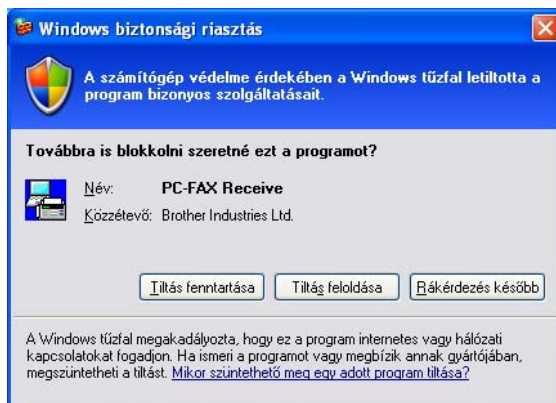 Windows biztonsági riasztás
A számítógép védelme érdekében a Windows tűzfal letiltotta a
program bizonyos szolgáltatásait.
Továbbra is blokkolni szeretné ezt a programot?
Név: PC-FAX Receive
Közzétevő: Brother Industries Ltd.
Tiltás fenntartása Tiltás feloldása Rákérdezés később
A Windows tűzfal megakadályozta, hogy ez a program internetes vagy hálózati
kapcsolatokat fogadjon. Ha ismeri a programot vagy megbízik annak gyártójában,
megszüntetheti a tiltást. Mikor szüntethető meg egy adott program tiltása?